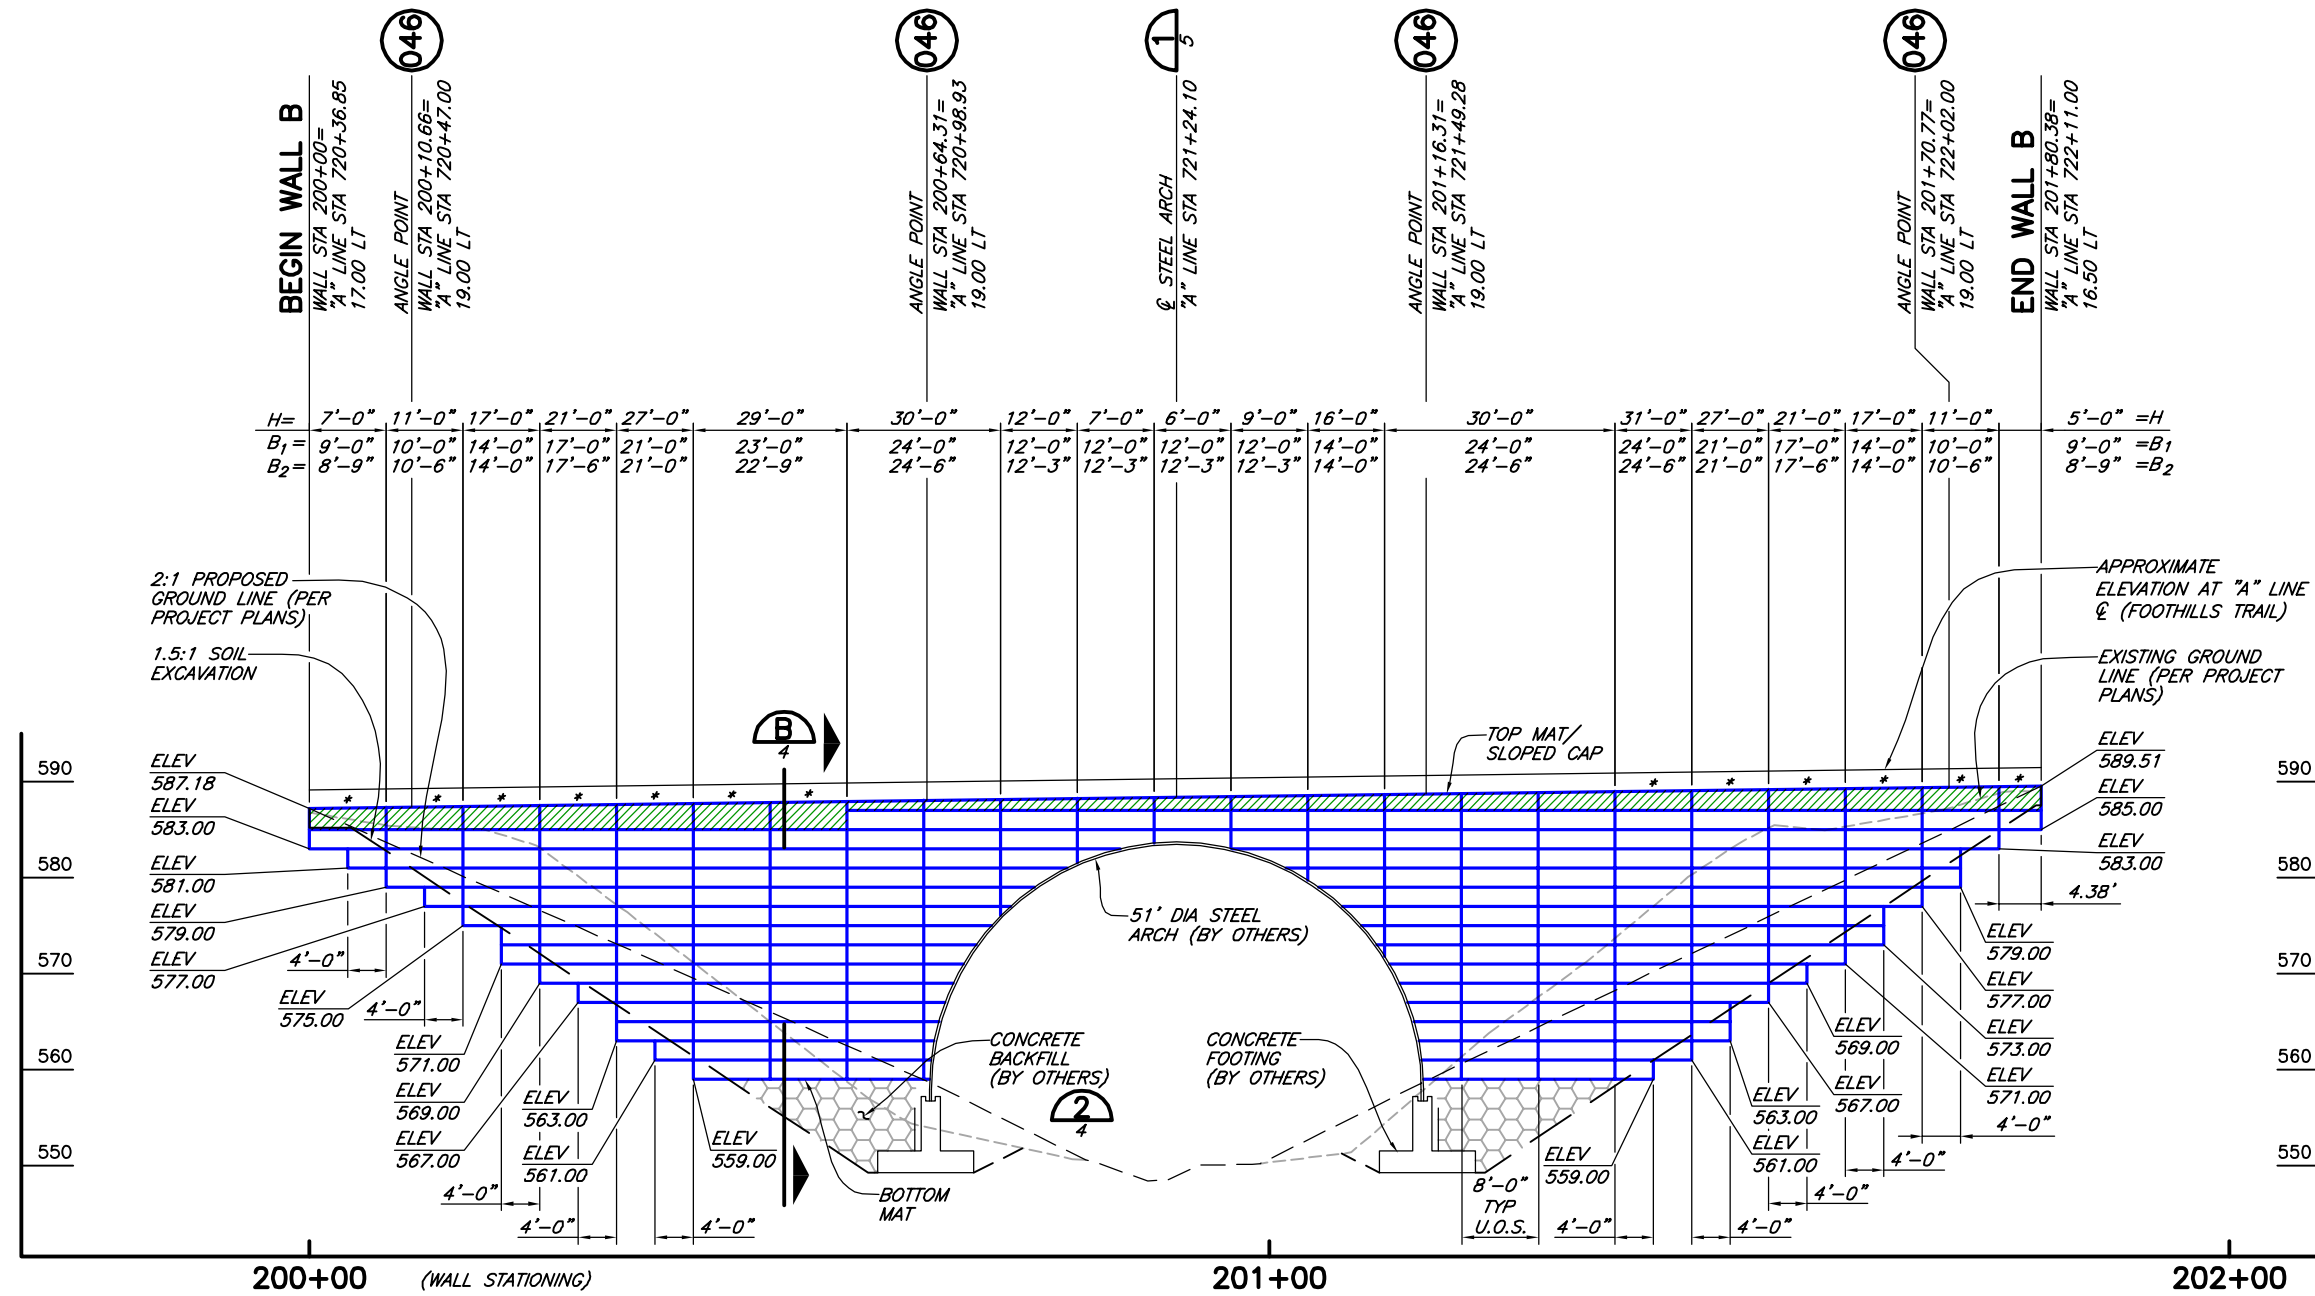 046
046
1
5
046
046
BEGIN WALL B
WALL STA 200+00=
"A" LINE STA 720+36.85
17.00 LT
ANGLE POINT
WALL STA 200+10.66=
"A" LINE STA 720+47.00
19.00 LT
ANGLE POINT
WALL STA 200+64.31=
"A" LINE STA 720+98.93
19.00 LT
℄ STEEL ARCH
"A" LINE STA 721+24.10
ANGLE POINT
WALL STA 201+16.31=
"A" LINE STA 721+49.28
19.00 LT
ANGLE POINT
WALL STA 201+70.77=
"A" LINE STA 722+02.00
19.00 LT
END WALL B
WALL STA 201+80.38=
"A" LINE STA 722+11.00
16.50 LT
H= 7'-0" 11'-0" 17'-0" 21'-0" 27'-0" 29'-0" 30'-0" 12'-0" 7'-0" 6'-0" 9'-0" 16'-0" 30'-0" 31'-0" 27'-0" 21'-0" 17'-0" 11'-0" 5'-0" =H
B1= 9'-0" 10'-0" 14'-0" 17'-0" 21'-0" 23'-0" 24'-0" 12'-0" 12'-0" 12'-0" 12'-0" 14'-0" 24'-0" 24'-0" 21'-0" 17'-0" 14'-0" 10'-0" 9'-0" =B1
B2= 8'-9" 10'-6" 14'-0" 17'-6" 21'-0" 22'-9" 24'-6" 12'-3" 12'-3" 12'-3" 12'-3" 14'-0" 24'-6" 24'-6" 21'-0" 17'-6" 14'-0" 10'-6" 8'-9" =B2
2:1 PROPOSED
GROUND LINE (PER
PROJECT PLANS)
1.5:1 SOIL
EXCAVATION
APPROXIMATE
ELEVATION AT "A" LINE
℄ (FOOTHILLS TRAIL)
EXISTING GROUND
LINE (PER PROJECT
PLANS)
B
4
TOP MAT/
SLOPED CAP
* * * * * * *
* * * * * *
590
580
570
560
550
590
580
570
560
550
ELEV
587.18
ELEV
583.00
ELEV
581.00
ELEV
579.00
ELEV
577.00
4'-0"
ELEV
575.00
4'-0"
ELEV
571.00
ELEV
569.00
ELEV
567.00
4'-0"
ELEV
563.00
ELEV
561.00
4'-0"
ELEV
559.00
4'-0"
51' DIA STEEL
ARCH (BY OTHERS)
CONCRETE
BACKFILL
(BY OTHERS)
CONCRETE
FOOTING
(BY OTHERS)
2
4
BOTTOM
MAT
8'-0"
TYP
U.O.S.
ELEV
559.00
4'-0"
4'-0"
4'-0"
4'-0"
4'-0"
ELEV
589.51
ELEV
585.00
ELEV
583.00
4.38'
ELEV
579.00
ELEV
577.00
ELEV
573.00
ELEV
571.00
ELEV
569.00
ELEV
567.00
ELEV
563.00
ELEV
561.00
200+00
(WALL STATIONING)
201+00
202+00